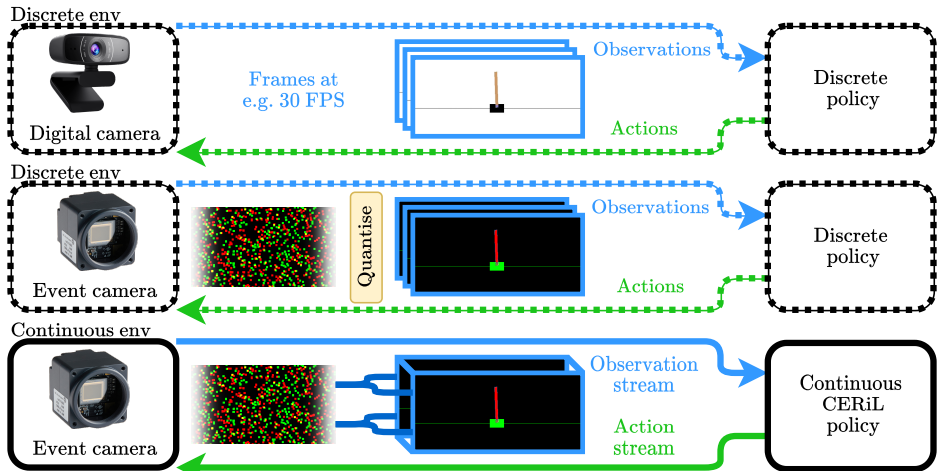 Discrete env
Digital camera
Frames at
e.g. 30 FPS
Observations
Actions
Discrete
policy
Discrete env
Event camera
Quantise
Observations
Actions
Discrete
policy
Continuous env
Event camera
Observation
stream
Action
stream
Continuous
CERiL
policy